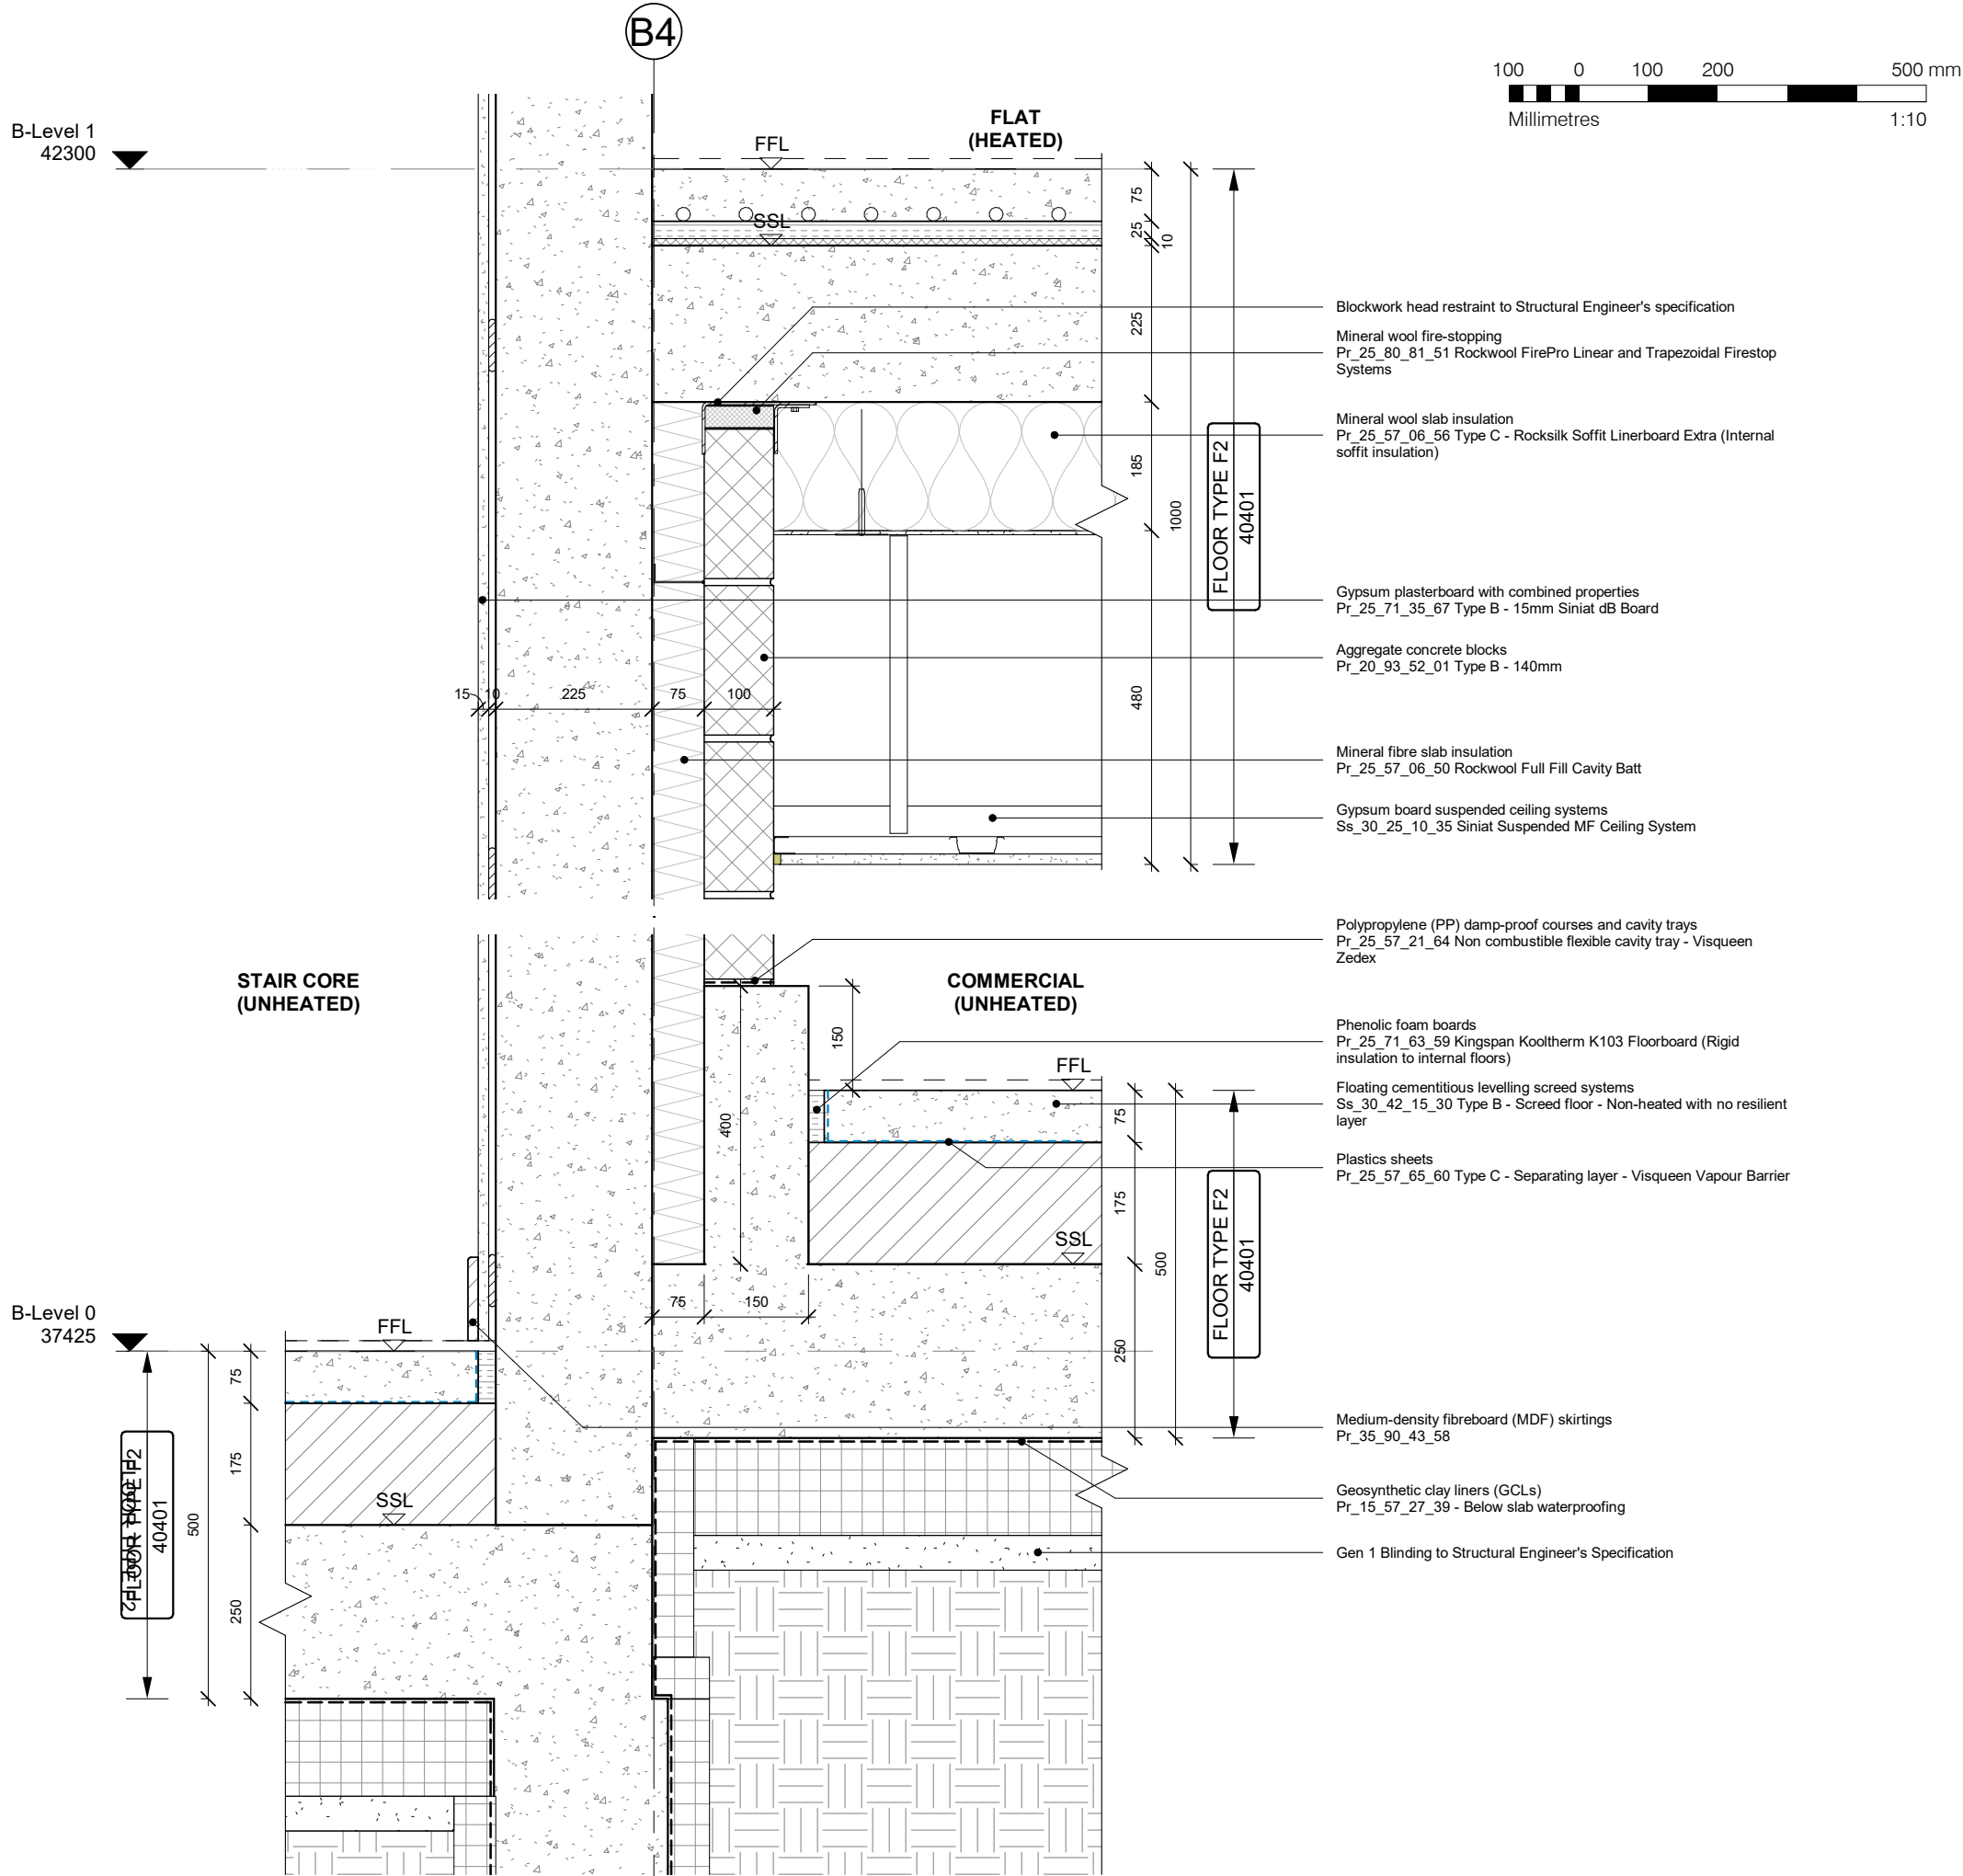 B4
100 0 100 200 500 mm
Millimetres 1:10
B-Level 1
42300
FLAT
(HEATED)
FFL
SSL
75
25
10
225
185
1000
480
FLOOR TYPE F2
40401
Blockwork head restraint to Structural Engineer's specification
Mineral wool fire-stopping
Pr_25_80_81_51 Rockwool FirePro Linear and Trapezoidal Firestop
Systems
Mineral wool slab insulation
Pr_25_57_06_56 Type C - Rocksilk Soffit Linerboard Extra (Internal
soffit insulation)
Gypsum plasterboard with combined properties
Pr_25_71_35_67 Type B - 15mm Siniat dB Board
Aggregate concrete blocks
Pr_20_93_52_01 Type B - 140mm
15 10 225 75 100
Mineral fibre slab insulation
Pr_25_57_06_50 Rockwool Full Fill Cavity Batt
Gypsum board suspended ceiling systems
Ss_30_25_10_35 Siniat Suspended MF Ceiling System
Polypropylene (PP) damp-proof courses and cavity trays
Pr_25_57_21_64 Non combustible flexible cavity tray - Visqueen
Zedex
STAIR CORE
(UNHEATED)
COMMERCIAL
(UNHEATED)
150
400
FFL
75
175
SSL
500
250
75 150
FLOOR TYPE F2
40401
Phenolic foam boards
Pr_25_71_63_59 Kingspan Kooltherm K103 Floorboard (Rigid
insulation to internal floors)
Floating cementitious levelling screed systems
Ss_30_42_15_30 Type B - Screed floor - Non-heated with no resilient
layer
Plastics sheets
Pr_25_57_65_60 Type C - Separating layer - Visqueen Vapour Barrier
B-Level 0
37425
FFL
75
175
SSL
500
250
FLOOR TYPE F2
40401
Medium-density fibreboard (MDF) skirtings
Pr_35_90_43_58
Geosynthetic clay liners (GCLs)
Pr_15_57_27_39 - Below slab waterproofing
Gen 1 Blinding to Structural Engineer's Specification